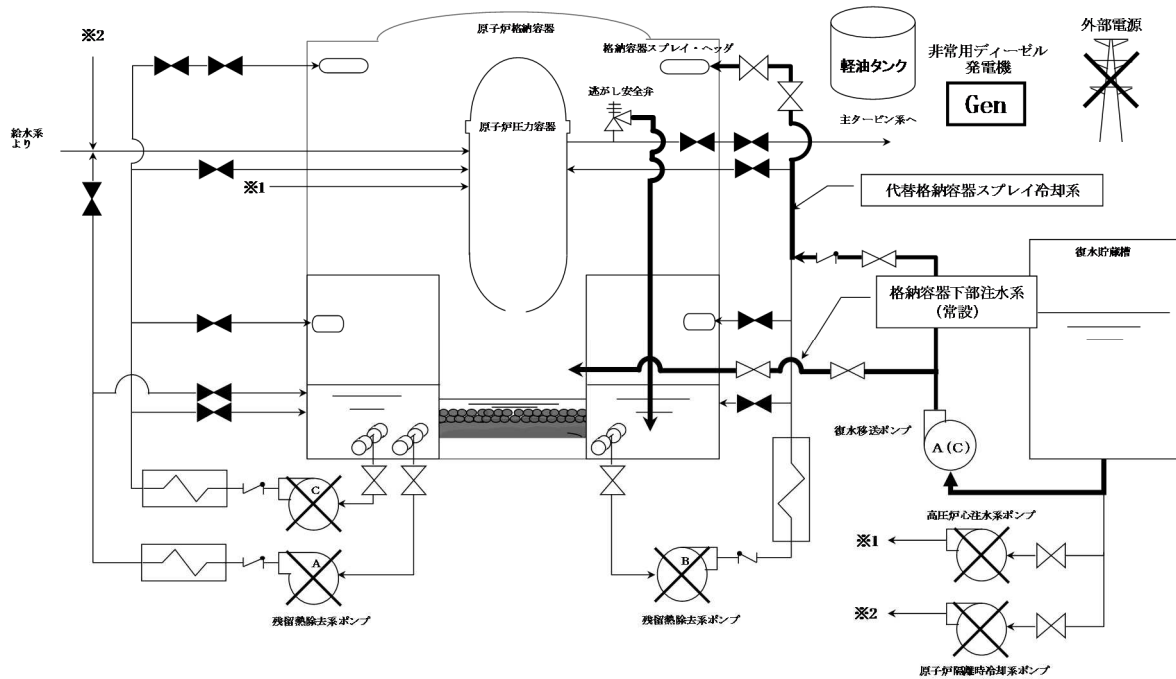 ※2
原子炉格納容器
格納容器スプレイ・ヘッダ
軽油タンク
非常用ディーゼル
発電機
Gen
外部電源
逃がし安全弁
原子炉圧力容器
主タービン系へ
給水系
より
※1
代替格納容器スプレイ冷却系
復水貯蔵槽
格納容器下部注水系
(常設)
復水移送ポンプ
A(C)
C
高圧炉心注水系ポンプ
※1
A
B
残留熱除去系ポンプ
残留熱除去系ポンプ
※2
原子炉隔離時冷却系ポンプ